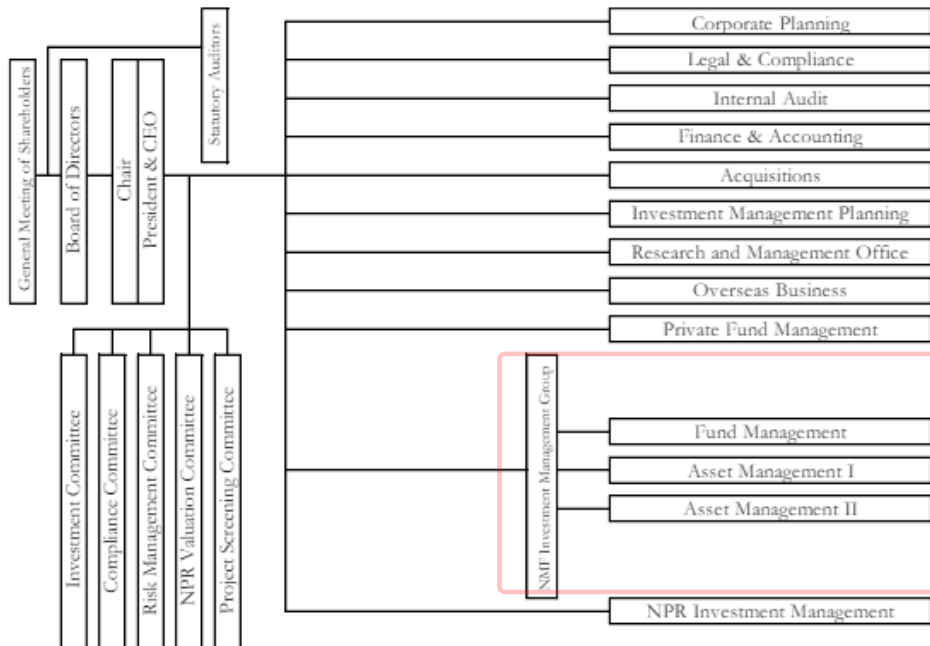 General Meeting of Shareholders
Board of Directors
Chair
President & CEO
Statutory Auditors
Corporate Planning
Legal & Compliance
Internal Audit
Finance & Accounting
Acquisitions
Investment Management Planning
Research and Management Office
Overseas Business
Private Fund Management
Investment Committee
Compliance Committee
Risk Management Committee
NPR Valuation Committee
Project Screening Committee
NMF Investment Management Group
Fund Management
Asset Management I
Asset Management II
NPR Investment Management